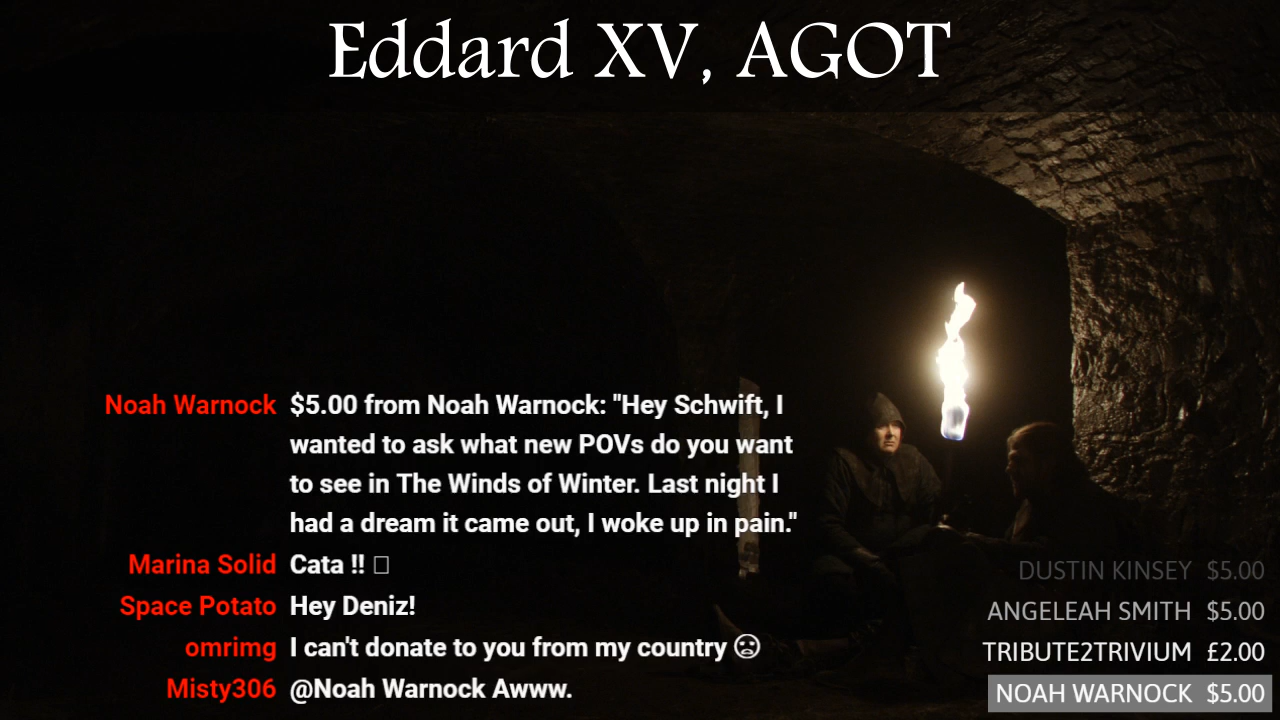 Eddard XV, AGOT
Noah Warnock $5.00 from Noah Warnock: "Hey Schwift, I
wanted to ask what new POVs do you want
to see in The Winds of Winter. Last night I
had a dream it came out, I woke up in pain."
Marina Solid Cata !!
Space Potato Hey Deniz!
omrimg I can't donate to you from my country ☹
Misty306 @Noah Warnock Awww.
DUSTIN KINSEY $5.00
ANGELEAH SMITH $5.00
TRIBUTE2TRIVIUM £2.00
NOAH WARNOCK $5.00